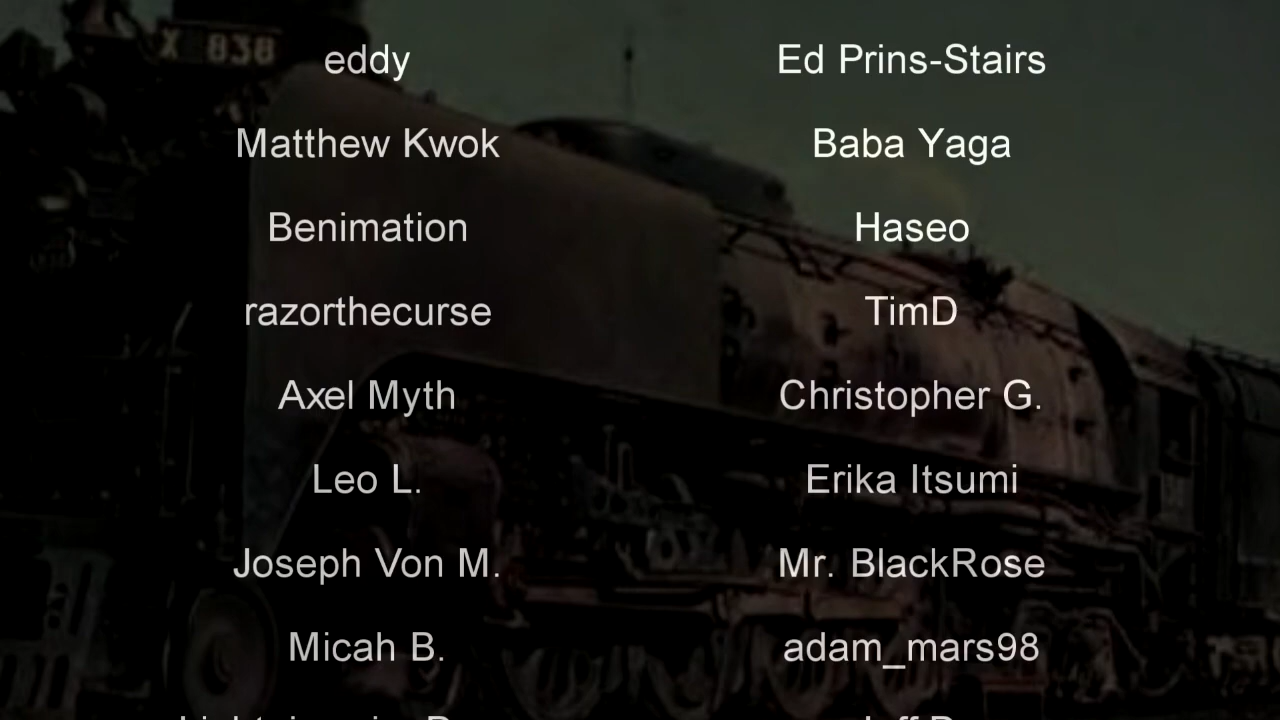 X 838
eddy Ed Prins-Stairs
Matthew Kwok Baba Yaga
Benimation Haseo
razorthecurse TimD
Axel Myth Christopher G.
Leo L. Erika Itsumi
Joseph Von M. Mr. BlackRose
Micah B. adam_mars98